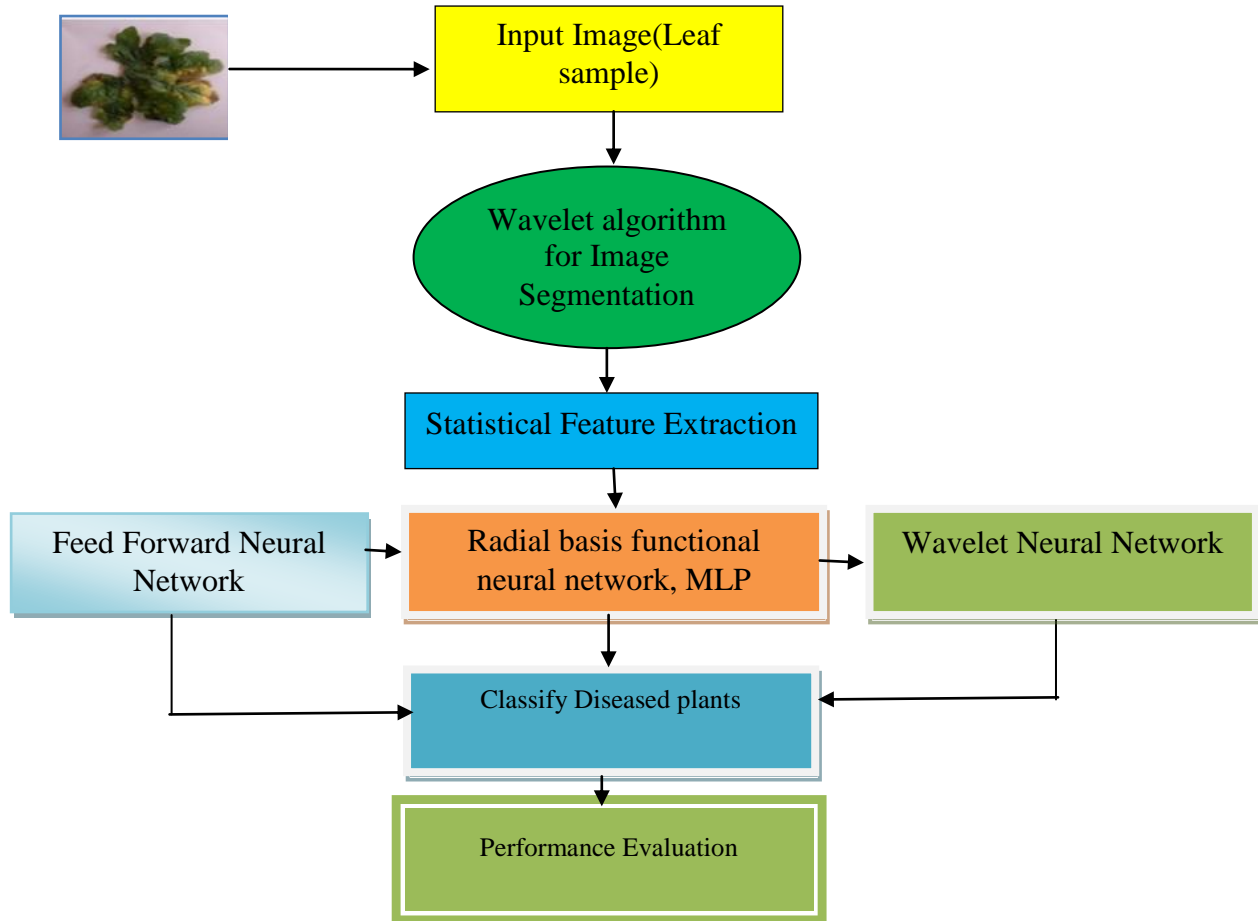 Input Image(Leaf
sample)
Wavelet algorithm
for Image
Segmentation
Statistical Feature Extraction
Feed Forward Neural
Network
Radial basis functional
neural network, MLP
Wavelet Neural Network
Classify Diseased plants
Performance Evaluation